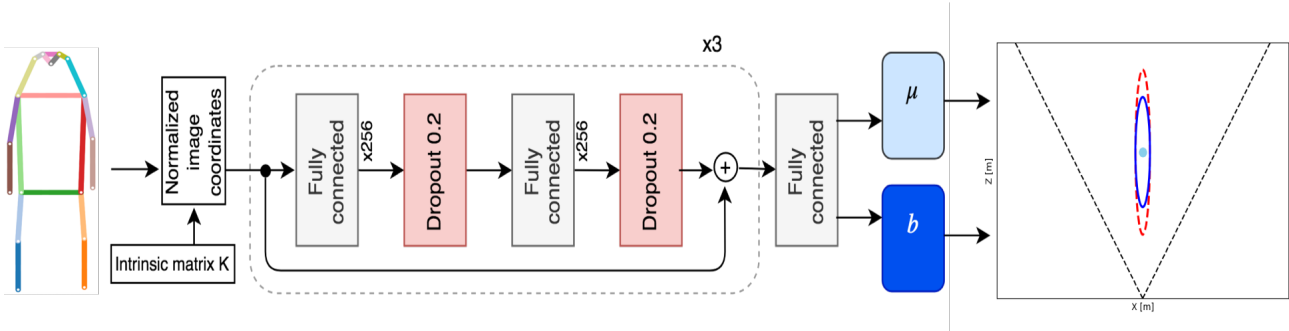 x3
Normalized
image
coordinates
Intrinsic matrix K
Fully
connected
x256
Dropout 0.2
Fully
connected
x256
Dropout 0.2
+
Fully
connected
μ
b
Z [m]
X [m]